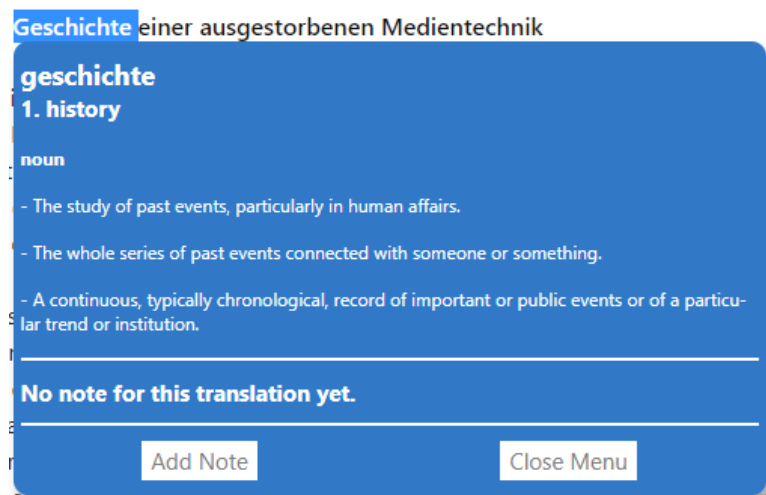 Geschichte einer ausgestorbenen Medientechnik
geschichte
1. history
noun
- The study of past events, particularly in human affairs.
- The whole series of past events connected with someone or something.
- A continuous, typically chronological, record of important or public events or of a particu-
lar trend or institution.
No note for this translation yet.
Add Note
Close Menu